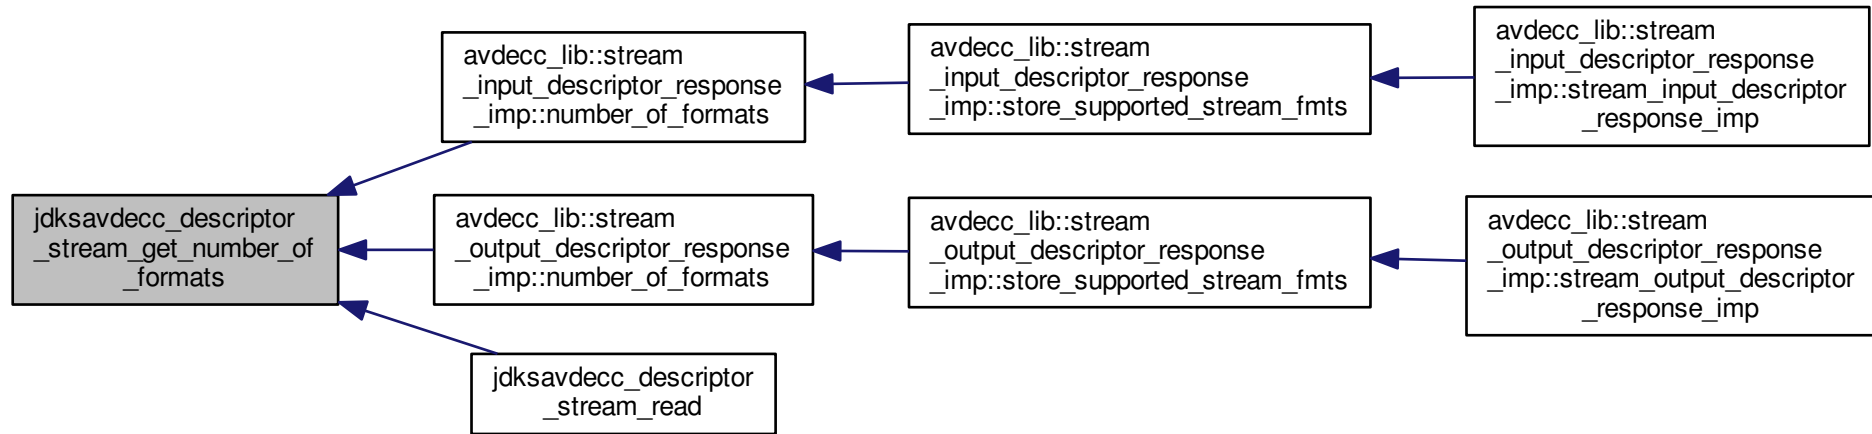 avdecc_lib::stream
_input_descriptor_response
_imp::number_of_formats
avdecc_lib::stream
_input_descriptor_response
_imp::store_supported_stream_fmts
avdecc_lib::stream
_input_descriptor_response
_imp::stream_input_descriptor
_response_imp
jdksavdecc_descriptor
_stream_get_number_of
_formats
avdecc_lib::stream
_output_descriptor_response
_imp::number_of_formats
avdecc_lib::stream
_output_descriptor_response
_imp::store_supported_stream_fmts
avdecc_lib::stream
_output_descriptor_response
_imp::stream_output_descriptor
_response_imp
jdksavdecc_descriptor
_stream_read